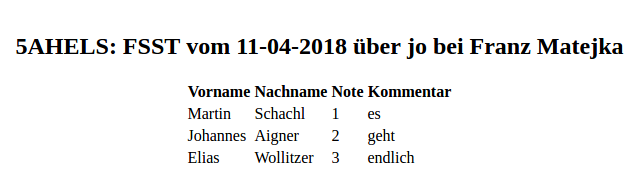 5AHELS: FSST vom 11-04-2018 über jo bei Franz Matejka
Vorname Nachname Note Kommentar
Martin Schachl 1 es
Johannes Aigner 2 geht
Elias Wollitzer 3 endlich